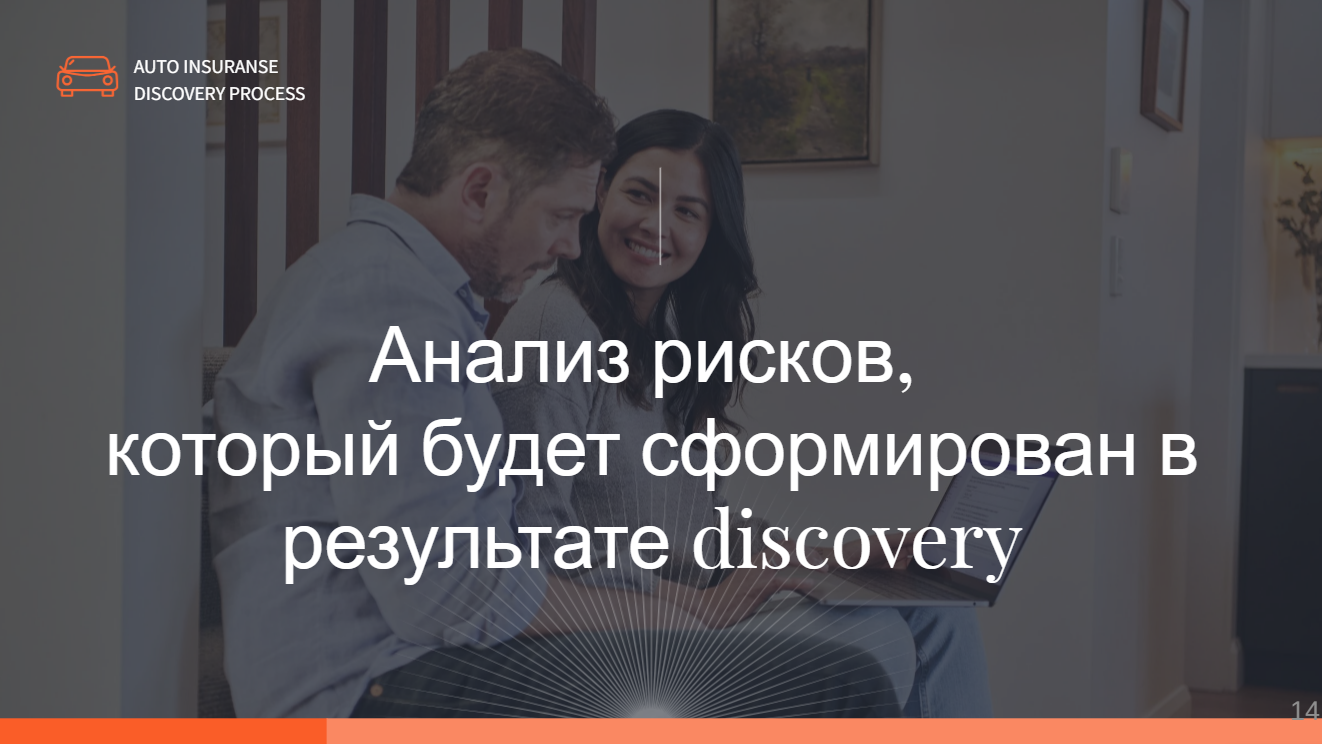 AUTO INSURANSE
DISCOVERY PROCESS
Анализ рисков,
который будет сформирован в
результате discovery
14